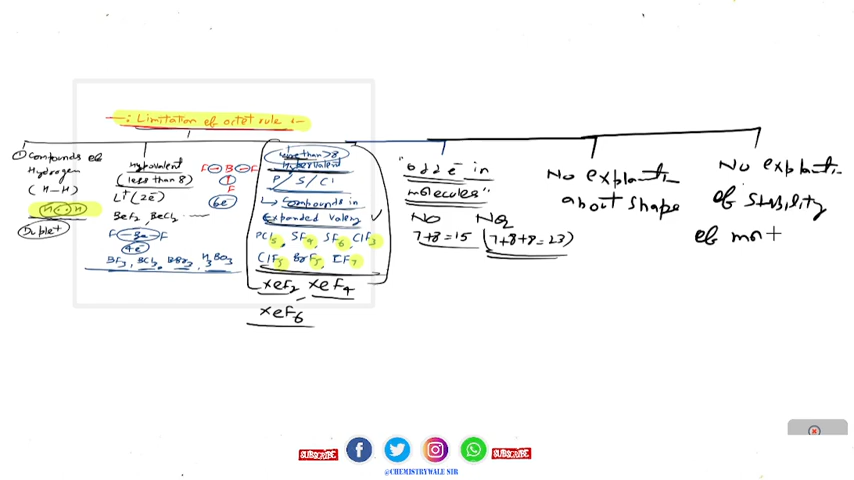 —: Limitation of octet rule :—
① Compounds of
Hydrogen
(H—H)
H(··)H
Duplet
Hypovalent
(less than 8)
Li⁺(2e⁻)
BeF₂, BeCl₂
F—Be—F
4e⁻
BF₃, BCl₃, BBr₃, H₃BO₃
F—B—F
F
6e⁻
more than >8
Hypervalent
P/S/Cl
↳ Compounds in
Expanded Valency
PCl₅, SF₄, SF₆, ClF₃
ClF₅ BrF₅, IF₇
XeF₂ XeF₄
XeF₆
"odd e⁻ in
molecules"
NO NO₂
7+8=15 (7+8+8=23)
No explanti
about shape
No explanti
of stability
of mot
SUBSCRIBE
SUBSCRIBE
@CHEMISTRYWALE SIR